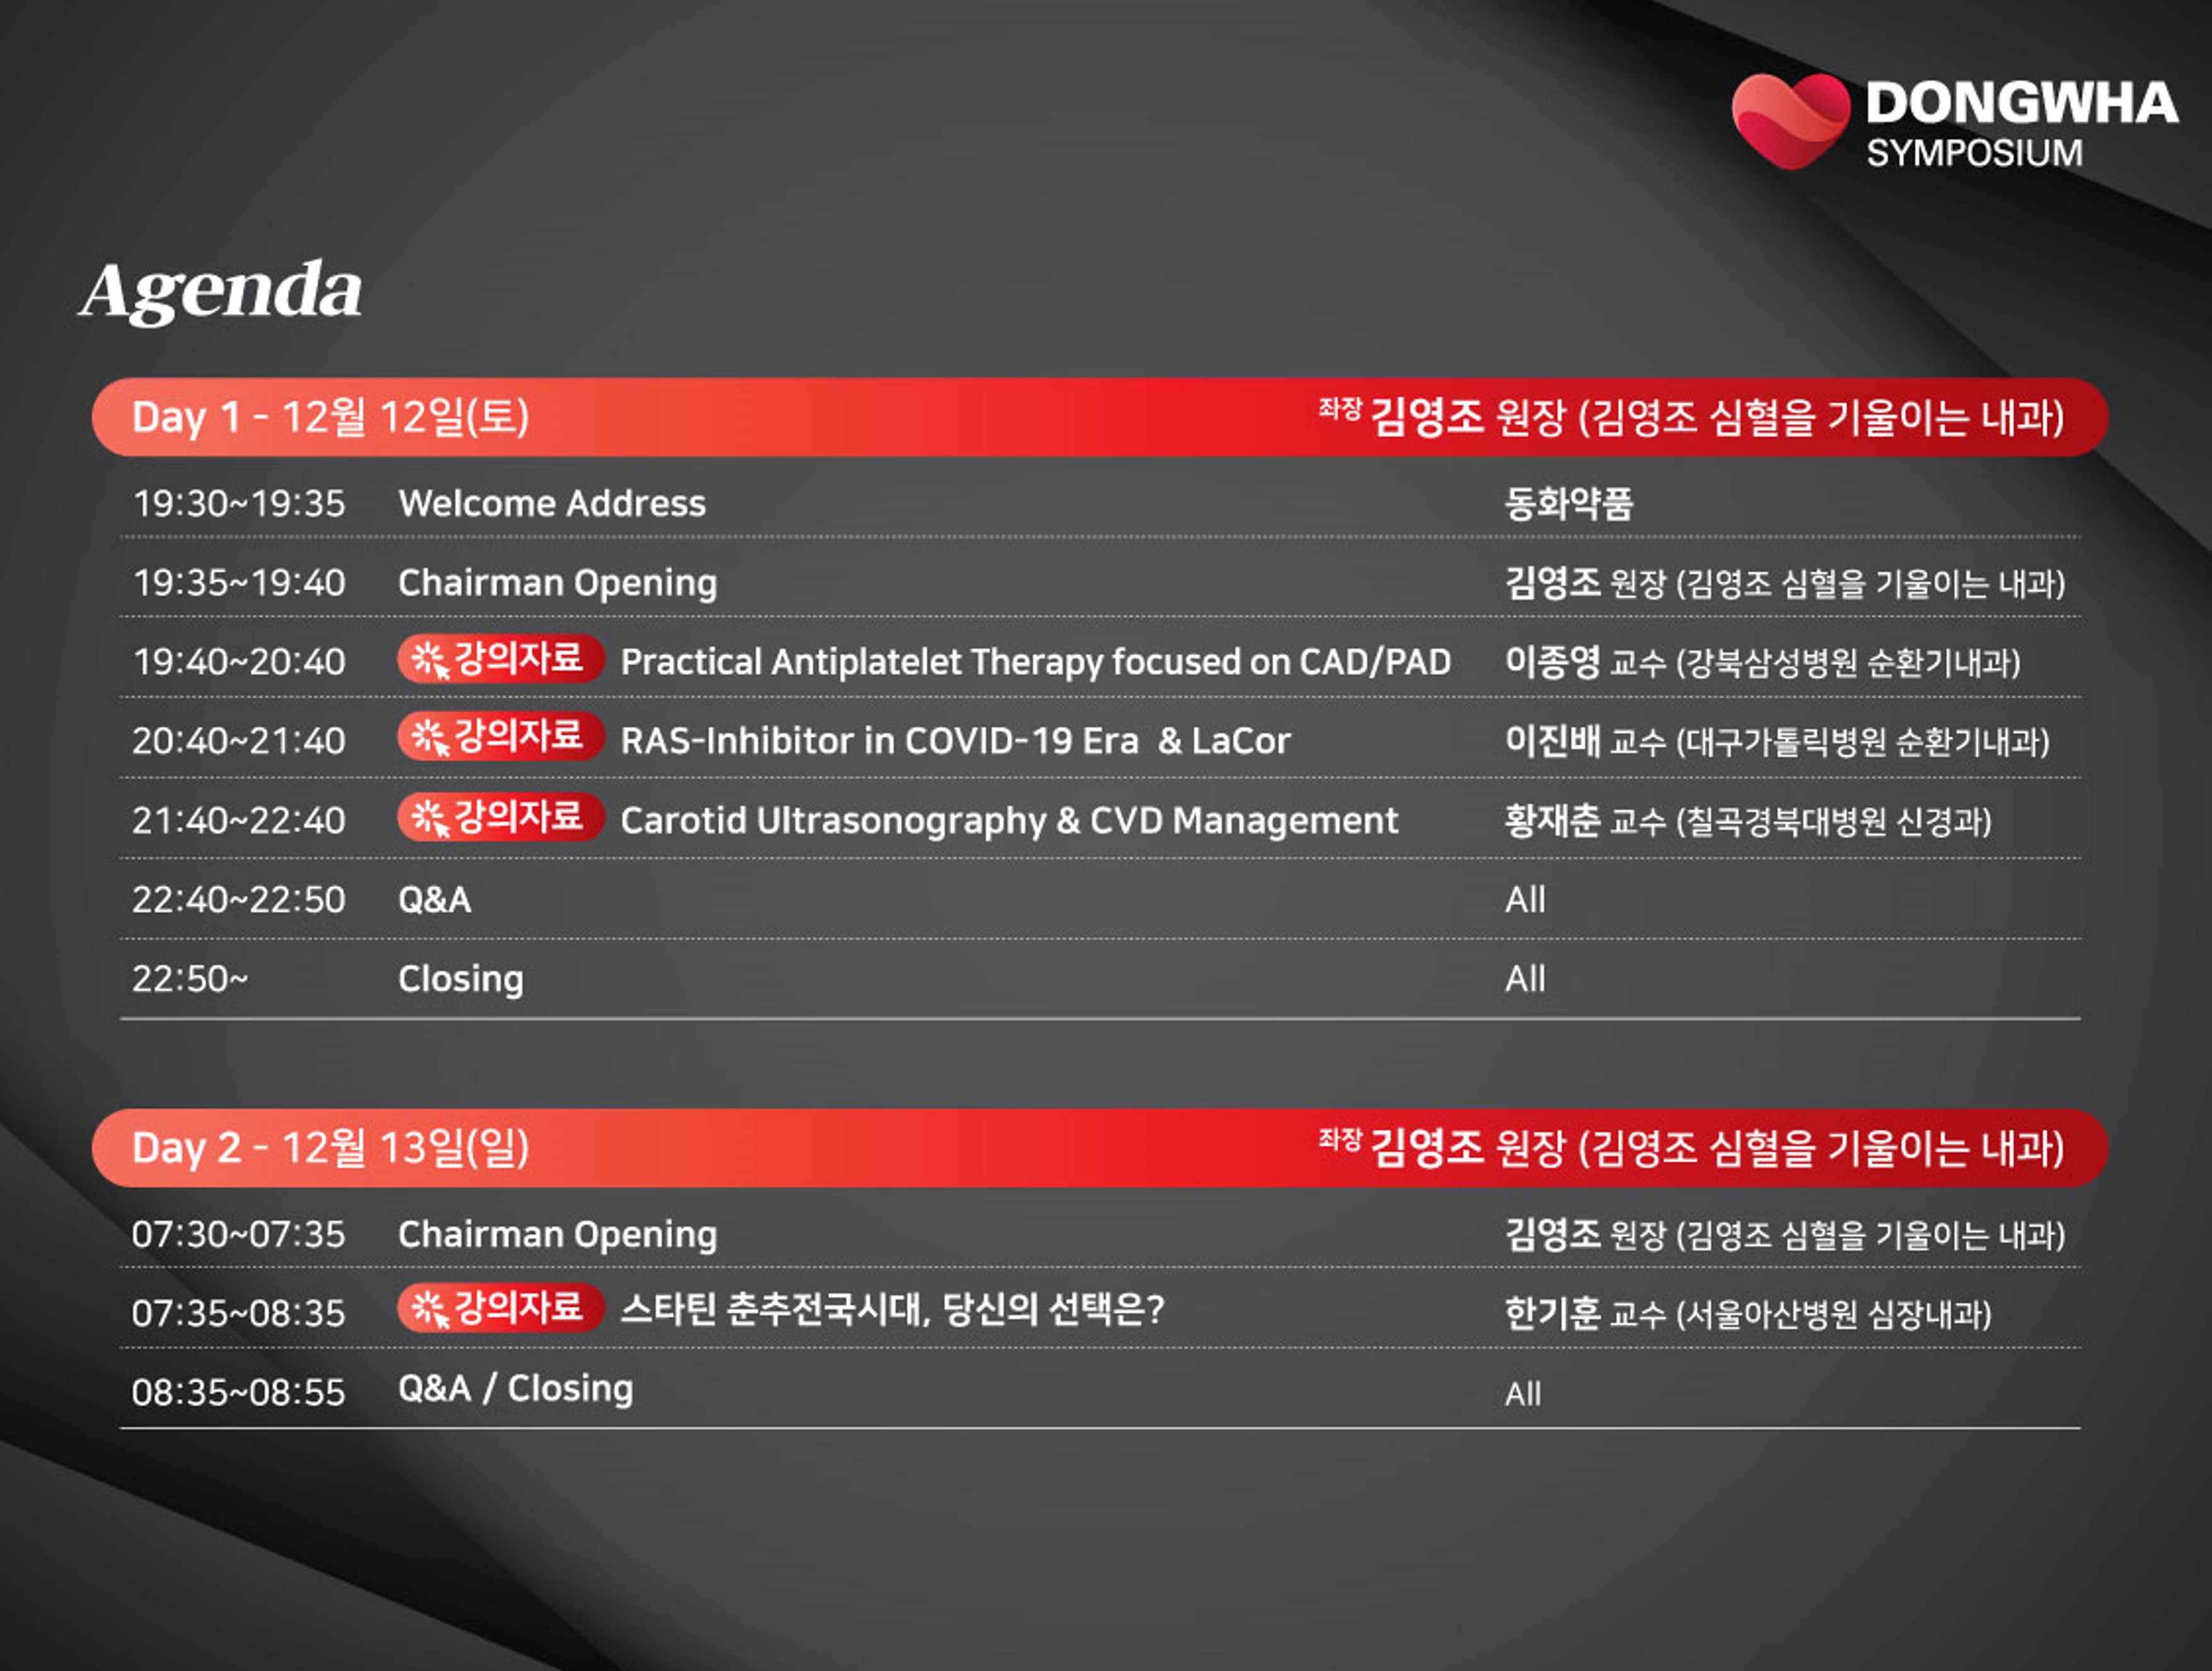 DONGWHA
SYMPOSIUM
Agenda
Day 1 - 12월 12일(토) 좌장 김영조 원장 (김영조 심혈을 기울이는 내과)
19:30~19:35 Welcome Address 동화약품
19:35~19:40 Chairman Opening 김영조 원장 (김영조 심혈을 기울이는 내과)
19:40~20:40 강의자료 Practical Antiplatelet Therapy focused on CAD/PAD 이종영 교수 (강북삼성병원 순환기내과)
20:40~21:40 강의자료 RAS-Inhibitor in COVID-19 Era & LaCor 이진배 교수 (대구가톨릭병원 순환기내과)
21:40~22:40 강의자료 Carotid Ultrasonography & CVD Management 황재춘 교수 (칠곡경북대병원 신경과)
22:40~22:50 Q&A All
22:50~ Closing All
Day 2 - 12월 13일(일) 좌장 김영조 원장 (김영조 심혈을 기울이는 내과)
07:30~07:35 Chairman Opening 김영조 원장 (김영조 심혈을 기울이는 내과)
07:35~08:35 강의자료 스타틴 춘추전국시대, 당신의 선택은? 한기훈 교수 (서울아산병원 심장내과)
08:35~08:55 Q&A / Closing All